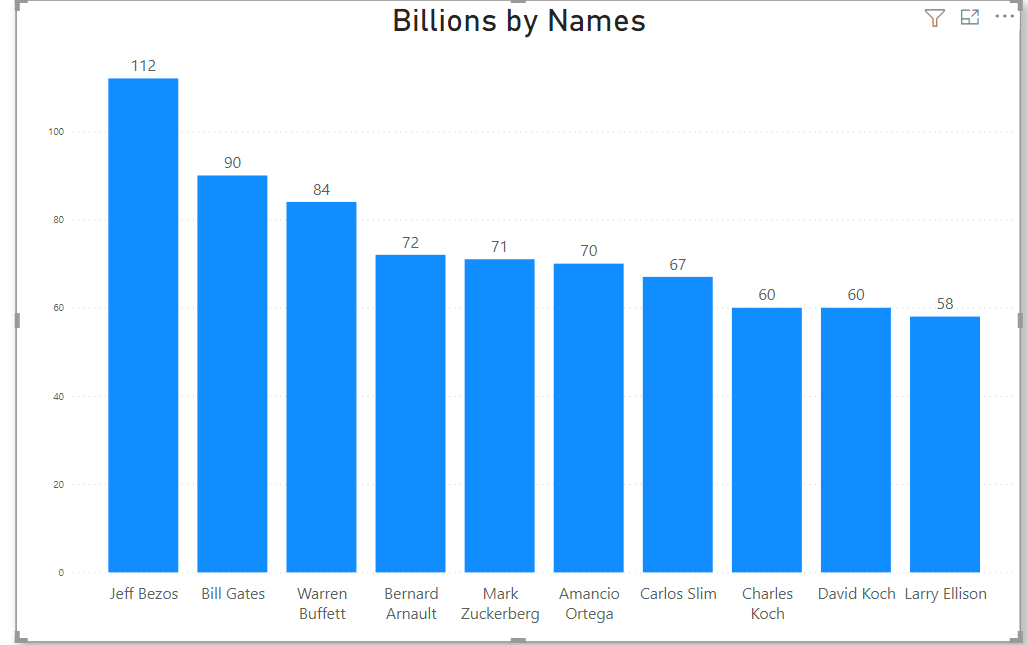 Billions by Names
112
90
84
72
71
70
67
60
60
58
100
80
60
40
20
0
Jeff Bezos
Bill Gates
Warren
Buffett
Bernard
Arnault
Mark
Zuckerberg
Amancio
Ortega
Carlos Slim
Charles
Koch
David Koch
Larry Ellison